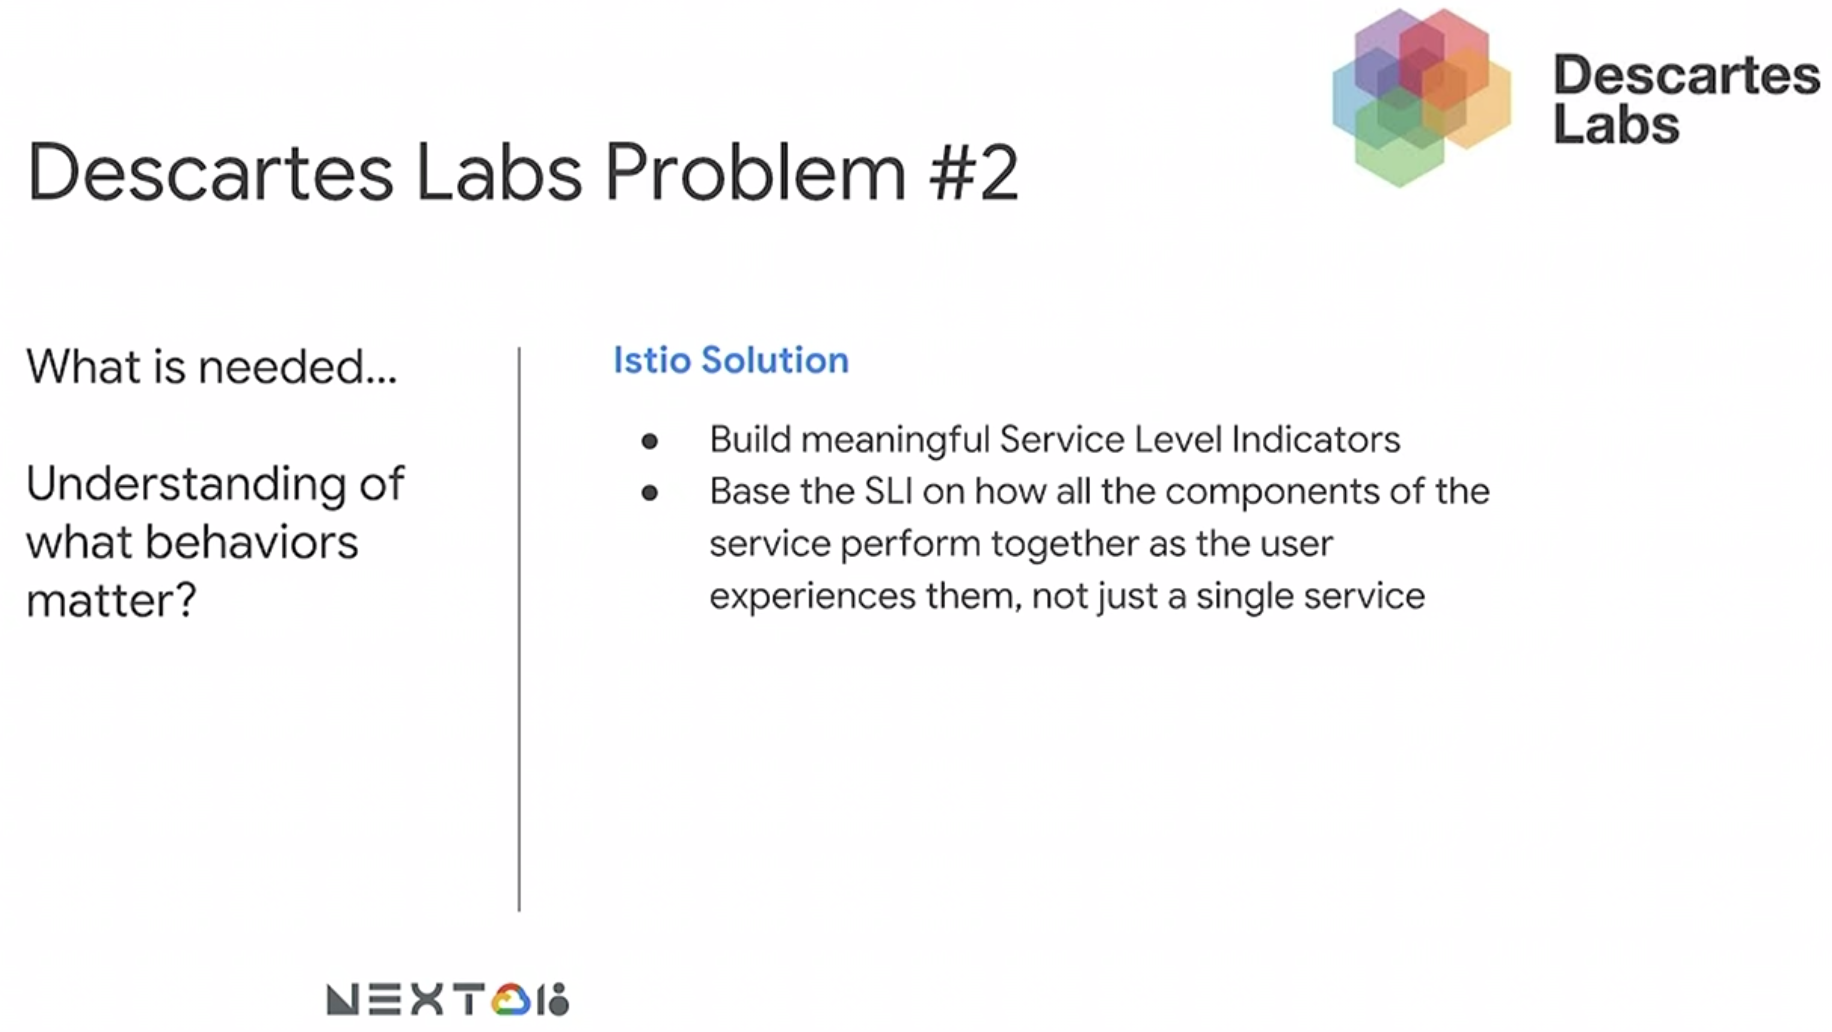 Descartes
Labs
Descartes Labs Problem #2
What is needed...
Understanding of
what behaviors
matter?
Istio Solution
● Build meaningful Service Level Indicators
● Base the SLI on how all the components of the
service perform together as the user
experiences them, not just a single service
NEXT 18